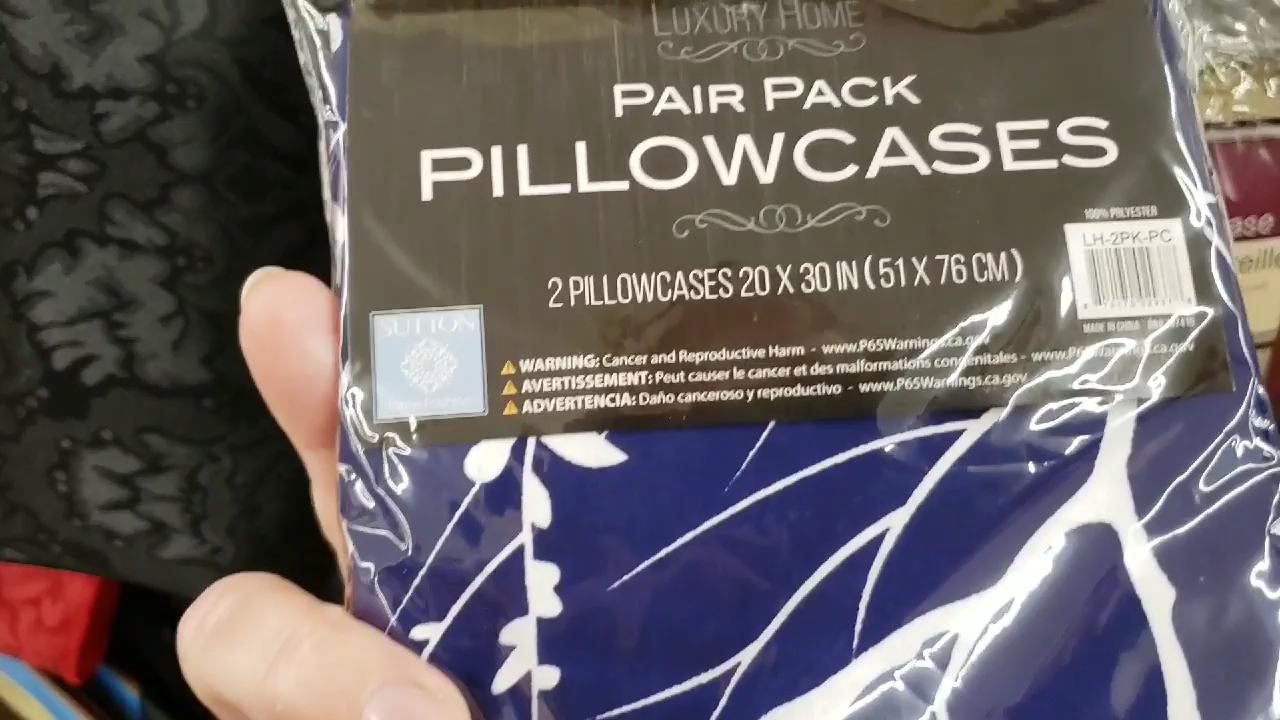 LUXURY HOME
PAIR PACK
PILLOWCASES
100% POLYESTER
LH-2PK-PC
2 PILLOWCASES 20 X 30 IN (51 X 76 CM)
MADE IN CHINA
SUTTON
WARNING: Cancer and Reproductive Harm - www.P65Warnings.ca.gov
AVERTISSEMENT: Peut causer le cancer et des malformations congénitales - www.P65Warnings.ca.gov
ADVERTENCIA: Daño canceroso y reproductivo - www.P65Warnings.ca.gov